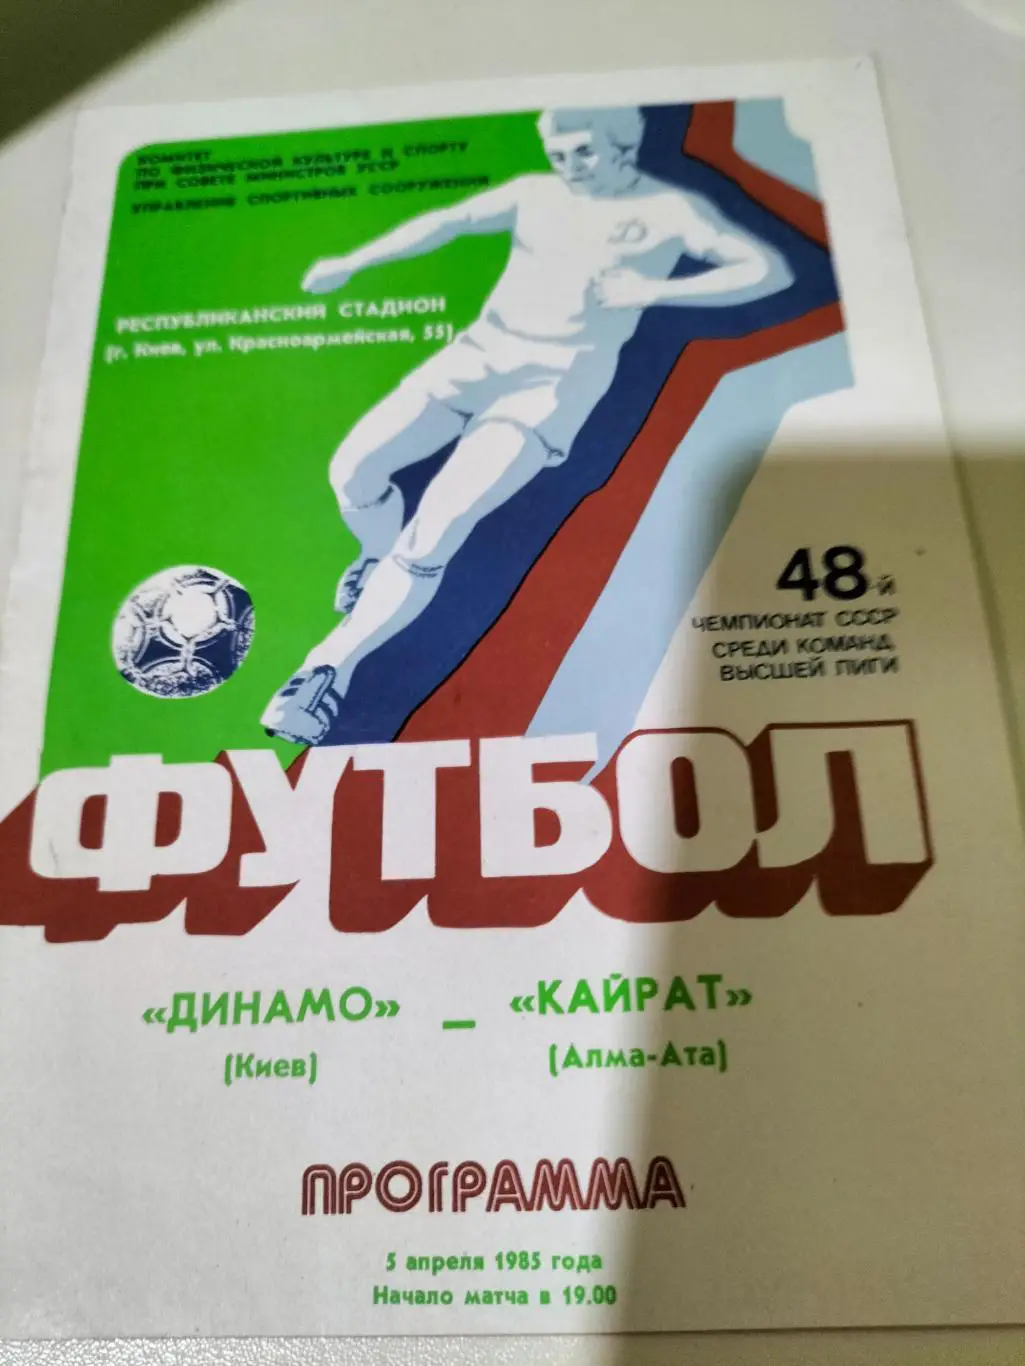 КОМИТЕТ
ПО ФИЗИЧЕСКОЙ КУЛЬТУРЕ И СПОРТУ
ПРИ СОВЕТЕ МИНИСТРОВ УССР
УПРАВЛЕНИЕ СПОРТИВНЫХ СООРУЖЕНИЙ
РЕСПУБЛИКАНСКИЙ СТАДИОН
(г. Киев, ул. Красноармейская, 55)
Д
48-й
ЧЕМПИОНАТ СССР
СРЕДИ КОМАНД
ВЫСШЕЙ ЛИГИ
ФУТБОЛ
«ДИНАМО» — «КАЙРАТ»
(Киев) (Алма-Ата)
ПРОГРАММА
5 апреля 1985 года
Начало матча в 19.00